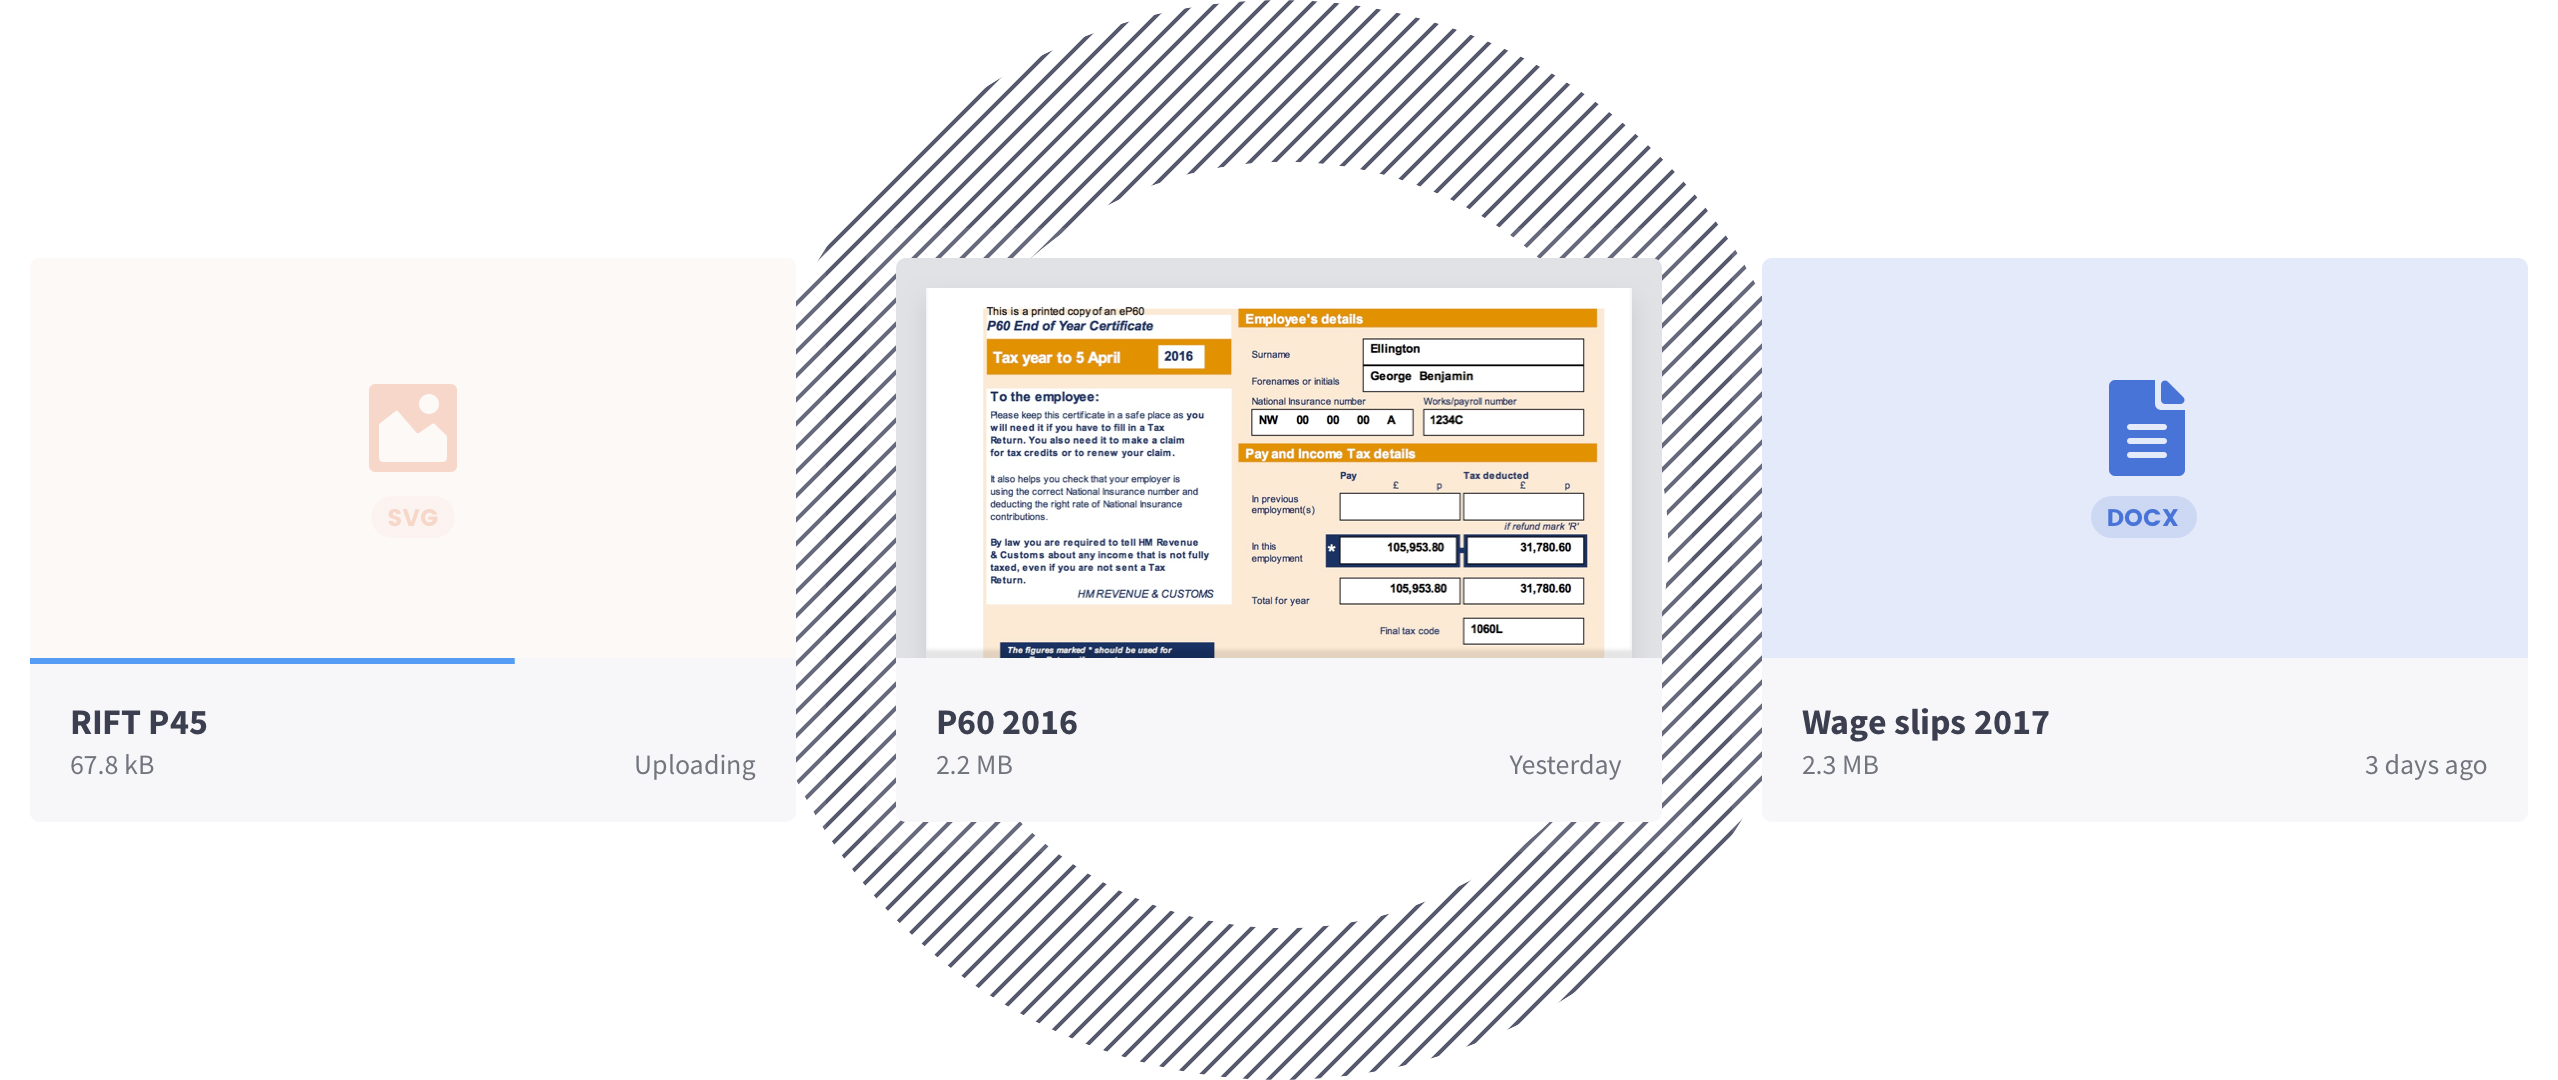 SVG
RIFT P45
67.8 kB
Uploading
This is a printed copy of an eP60
P60 End of Year Certificate
Tax year to 5 April 2016
To the employee:
Please keep this certificate in a safe place as you
will need it if you have to fill in a Tax
Return. You also need it to make a claim
for tax credits or to renew your claim.
It also helps you check that your employer is
using the correct National Insurance number and
deducting the right rate of National Insurance
contributions.
By law you are required to tell HM Revenue
& Customs about any income that is not fully
taxed, even if you are not sent a Tax
Return.
HM REVENUE & CUSTOMS
The figures marked * should be used for
Employee's details
Surname Ellington
Forenames or initials George Benjamin
National Insurance number Works/payroll number
NW 00 00 00 A 1234C
Pay and Income Tax details
Pay Tax deducted
£ p £ p
In previous
employment(s)
if refund mark 'R'
In this
employment * 105,953.80 31,780.60
Total for year 105,953.80 31,780.60
Final tax code 1060L
P60 2016
2.2 MB
Yesterday
DOCX
Wage slips 2017
2.3 MB
3 days ago